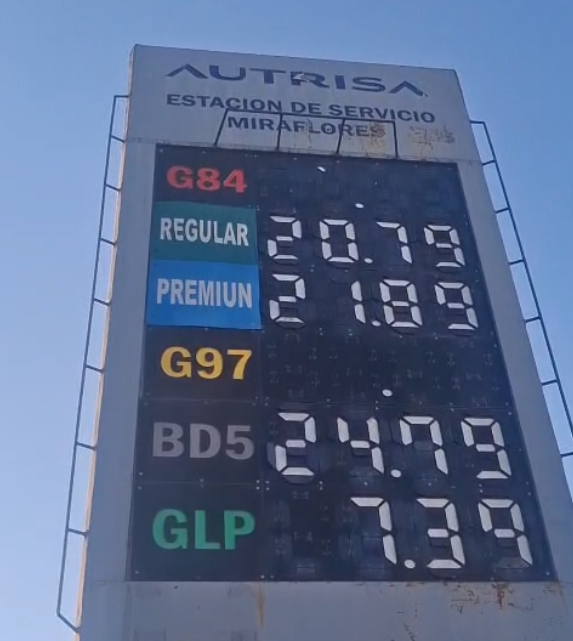 AUTRISA
ESTACION DE SERVICIO
MIRAFLORES
G84
REGULAR 20.79
PREMIUN 21.89
G97
BD5 24.79
GLP 7.39